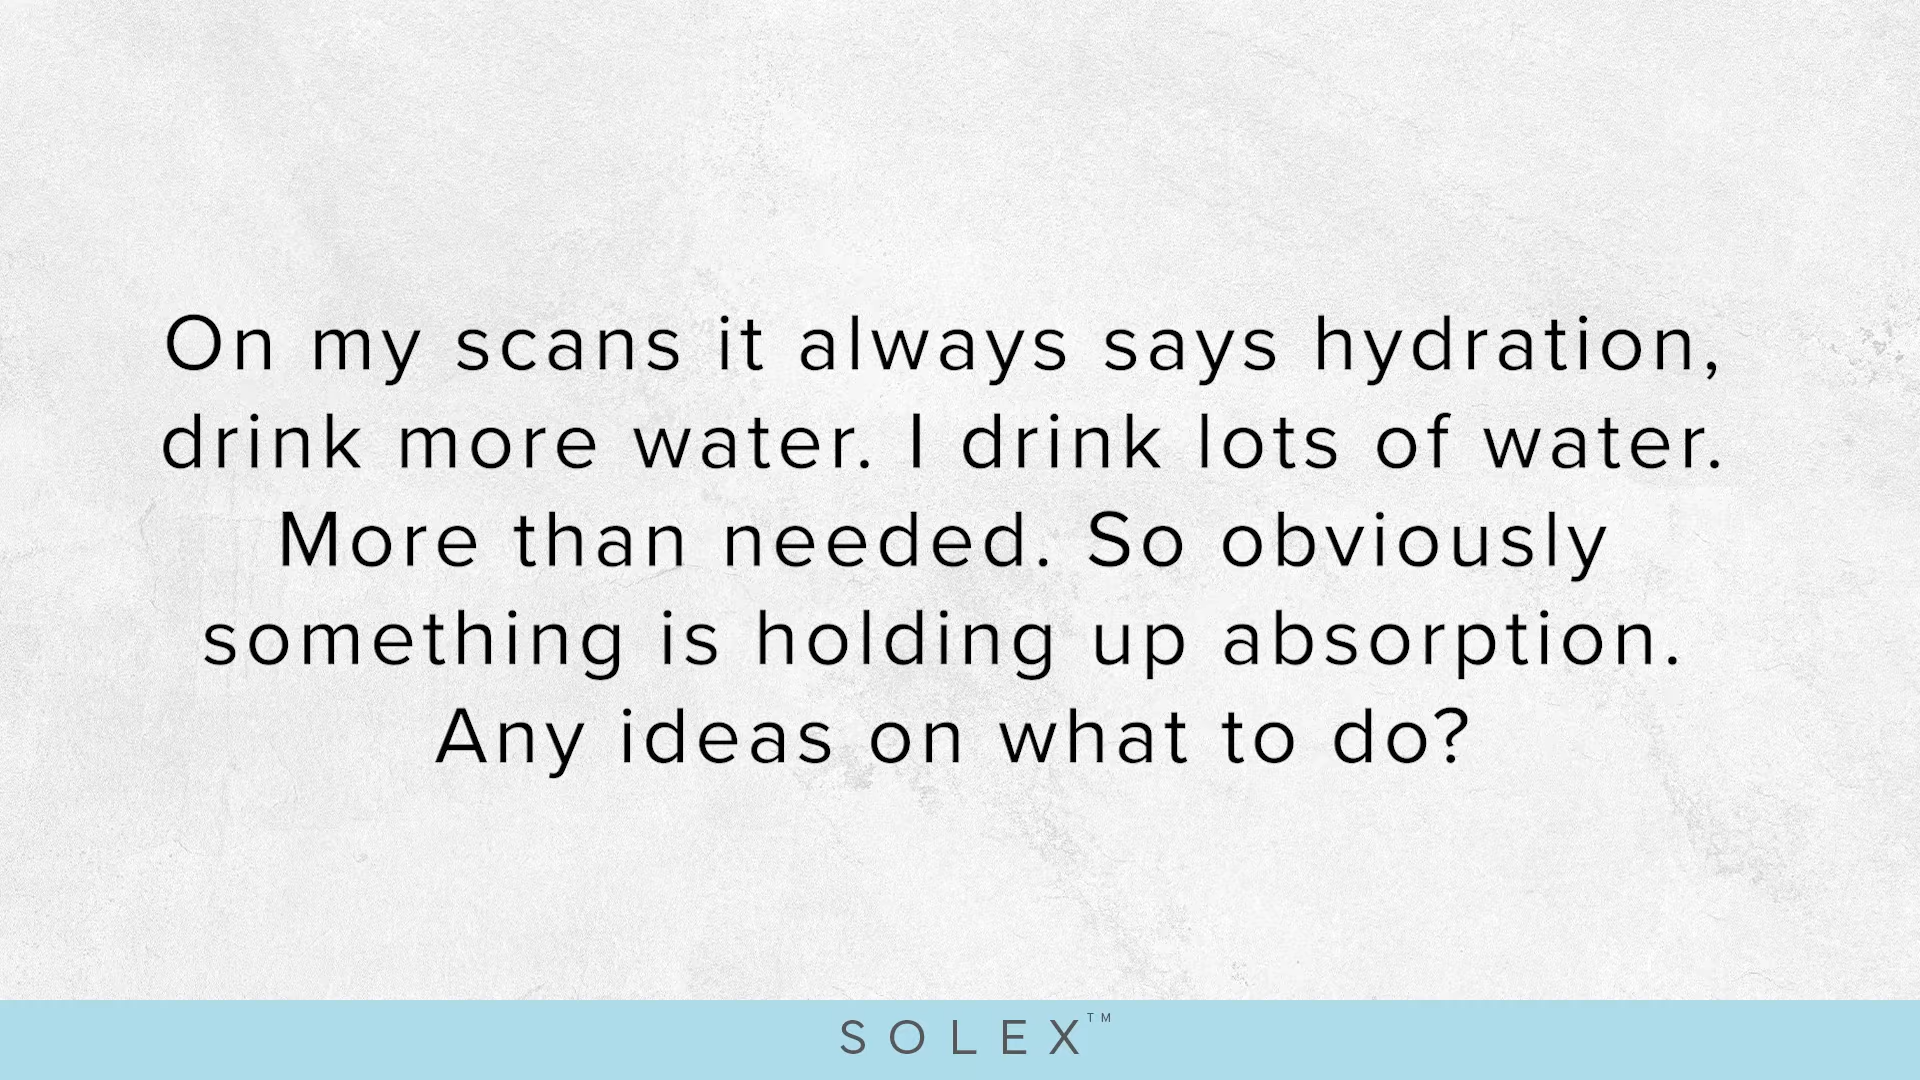 On my scans it always says hydration,
drink more water. I drink lots of water.
More than needed. So obviously
something is holding up absorption.
Any ideas on what to do?
SOLEX™